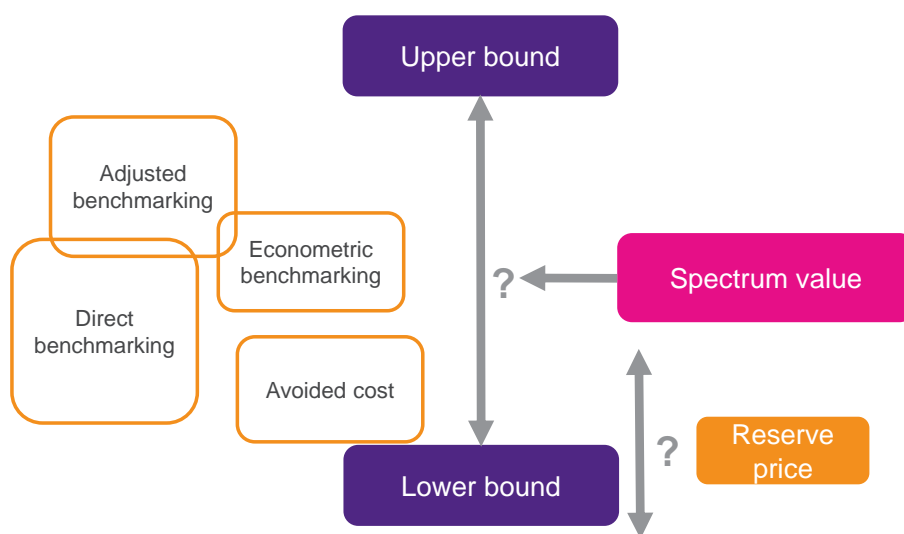 Upper bound
Adjusted
benchmarking
Econometric
benchmarking
?
Spectrum value
Direct
benchmarking
Avoided cost
?
Reserve
price
Lower bound